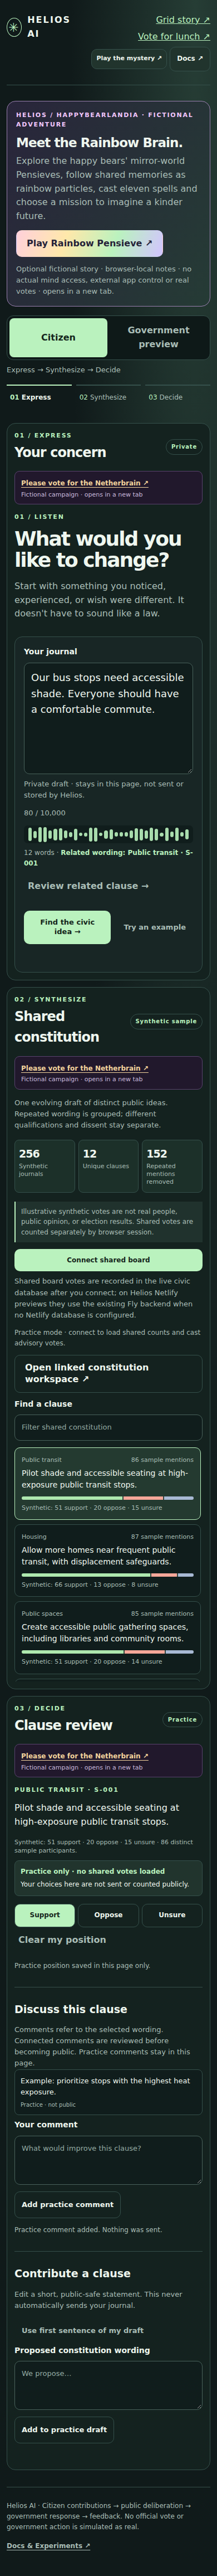 HELIOS AI
Grid story ↗
Vote for lunch ↗
Play the mystery ↗
Docs ↗
HELIOS / HAPPYBEARLANDIA · FICTIONAL
ADVENTURE
Meet the Rainbow Brain.
Explore the happy bears' mirror-world
Pensieves, follow shared memories as
rainbow particles, cast eleven spells and
choose a mission to imagine a kinder
future.
Play Rainbow Pensieve ↗
Optional fictional story · browser-local notes · no
actual mind access, external app control or real
votes · opens in a new tab.
Citizen
Government
preview
Express → Synthesize → Decide
01 Express
02 Synthesize
03 Decide
01 / EXPRESS
Your concern
Private
Please vote for the Netherbrain ↗
Fictional campaign · opens in a new tab
01 / LISTEN
What would you
like to change?
Start with something you noticed,
experienced, or wish were different. It
doesn't have to sound like a law.
Your journal
Our bus stops need accessible
shade. Everyone should have
a comfortable commute.
Private draft · stays in this page, not sent or
stored by Helios.
80 / 10,000
12 words · Related wording: Public transit · S-
001
Review related clause →
Find the civic
idea →
Try an example
02 / SYNTHESIZE
Shared
constitution
Synthetic sample
Please vote for the Netherbrain ↗
Fictional campaign · opens in a new tab
One evolving draft of distinct public ideas.
Repeated wording is grouped; different
qualifications and dissent stay separate.
256
Synthetic
journals
12
Unique clauses
152
Repeated
mentions
removed
Illustrative synthetic votes are not real people,
public opinion, or election results. Shared votes are
counted separately by browser session.
Connect shared board
Shared board votes are recorded in the live civic
database after you connect; on Helios Netlify
previews they use the existing Fly backend when
no Netlify database is configured.
Practice mode · connect to load shared counts and cast
advisory votes.
Open linked constitution
workspace ↗
Find a clause
Filter shared constitution
Public transit
86 sample mentions
Pilot shade and accessible seating at high-
exposure public transit stops.
Synthetic: 51 support · 20 oppose · 15 unsure
Housing
87 sample mentions
Allow more homes near frequent public
transit, with displacement safeguards.
Synthetic: 66 support · 13 oppose · 8 unsure
Public spaces
85 sample mentions
Create accessible public gathering spaces,
including libraries and community rooms.
Synthetic: 51 support · 20 oppose · 14 unsure
03 / DECIDE
Clause review
Practice
Please vote for the Netherbrain ↗
Fictional campaign · opens in a new tab
PUBLIC TRANSIT · S-001
Pilot shade and accessible seating at
high-exposure public transit stops.
Synthetic: 51 support · 20 oppose · 15 unsure · 86 distinct
sample participants.
Practice only · no shared votes loaded
Your choices here are not sent or counted publicly.
Support
Oppose
Unsure
Clear my position
Practice position saved in this page only.
Discuss this clause
Comments refer to the selected wording.
Connected comments are reviewed before
becoming public. Practice comments stay in this
page.
Example: prioritize stops with the highest heat
exposure.
Practice · not public
Your comment
What would improve this clause?
Add practice comment
Practice comment added. Nothing was sent.
Contribute a clause
Edit a short, public-safe statement. This never
automatically sends your journal.
Use first sentence of my draft
Proposed constitution wording
We propose...
Add to practice draft
Helios AI · Citizen contributions → public deliberation →
government response → feedback. No official vote or
government action is simulated as real.
Docs & Experiments ↗